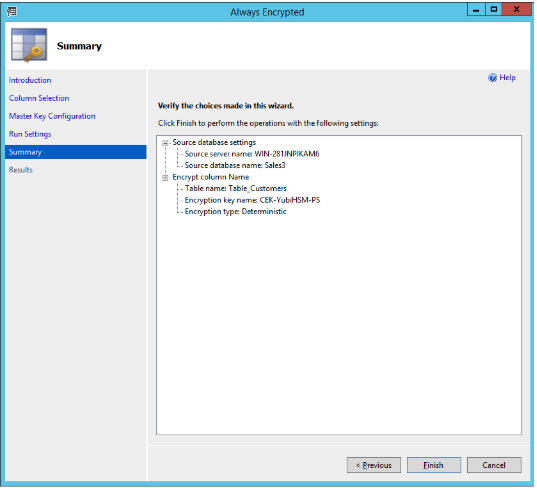 Always Encrypted
Summary
Introduction
Column Selection
Master Key Configuration
Run Settings
Summary
Results
Help
Verify the choices made in this wizard.
Click Finish to perform the operations with the following settings:
Source database settings
Source server name: WIN-281JNPIKAM6
Source database name: Sales3
Encrypt column Name
Table name: Table_Customers
Encryption key name: CEK-YubiHSM-PS
Encryption type: Deterministic
< Previous
Finish
Cancel